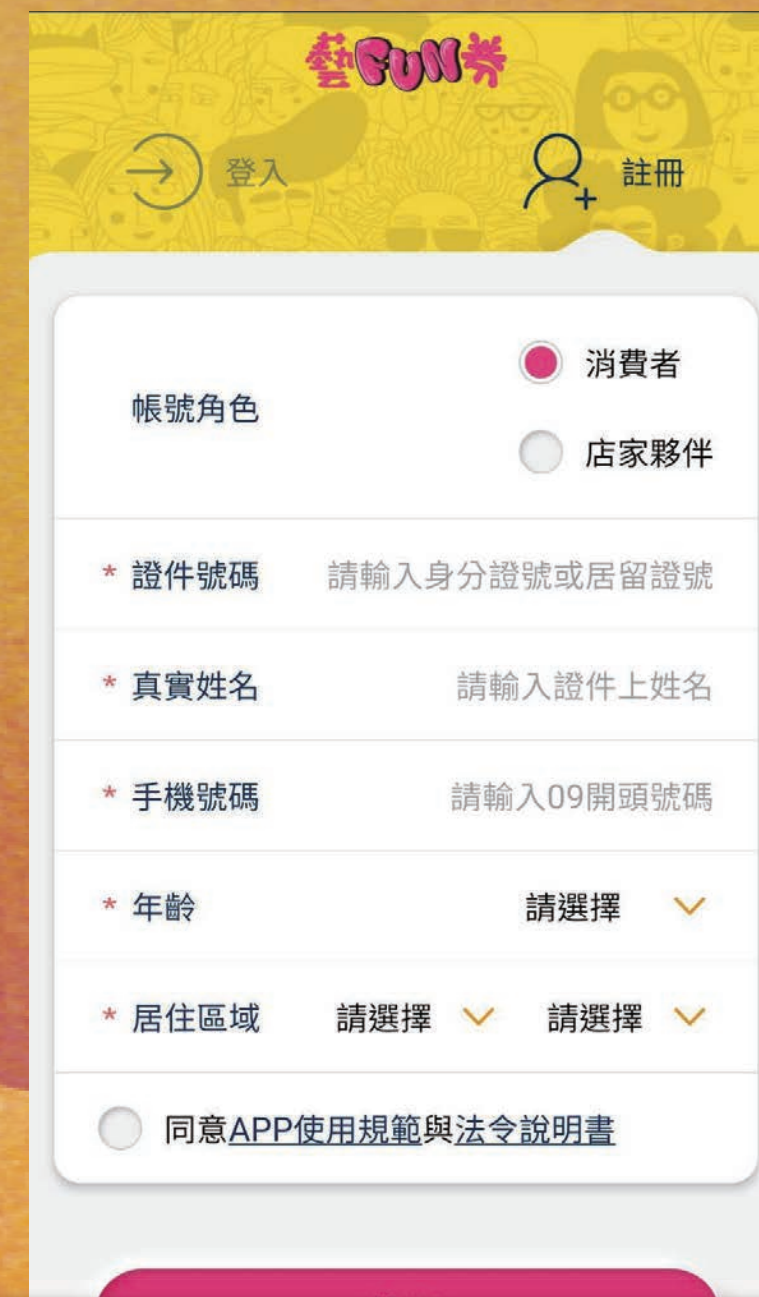 藝FUN券
登入 註冊
消費者
帳號角色
店家夥伴
* 證件號碼 請輸入身分證號或居留證號
* 真實姓名 請輸入證件上姓名
* 手機號碼 請輸入09開頭號碼
* 年齡 請選擇
* 居住區域 請選擇 請選擇
同意APP使用規範與法令說明書